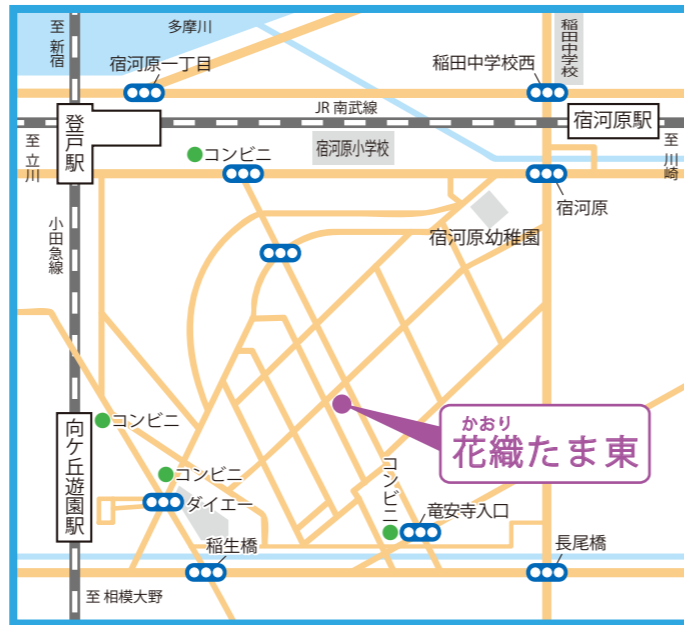 至 新宿
多摩川
宿河原一丁目
稲田中学校西
稲田中学校
JR 南武線
登戸駅
宿河原駅
至 立川
至 川崎
コンビニ
宿河原小学校
宿河原
宿河原幼稚園
小田急線
コンビニ
かおり
花織たま東
向ケ丘遊園駅
コンビニ
ダイエー
コンビニ
竜安寺入口
稲生橋
長尾橋
至 相模大野